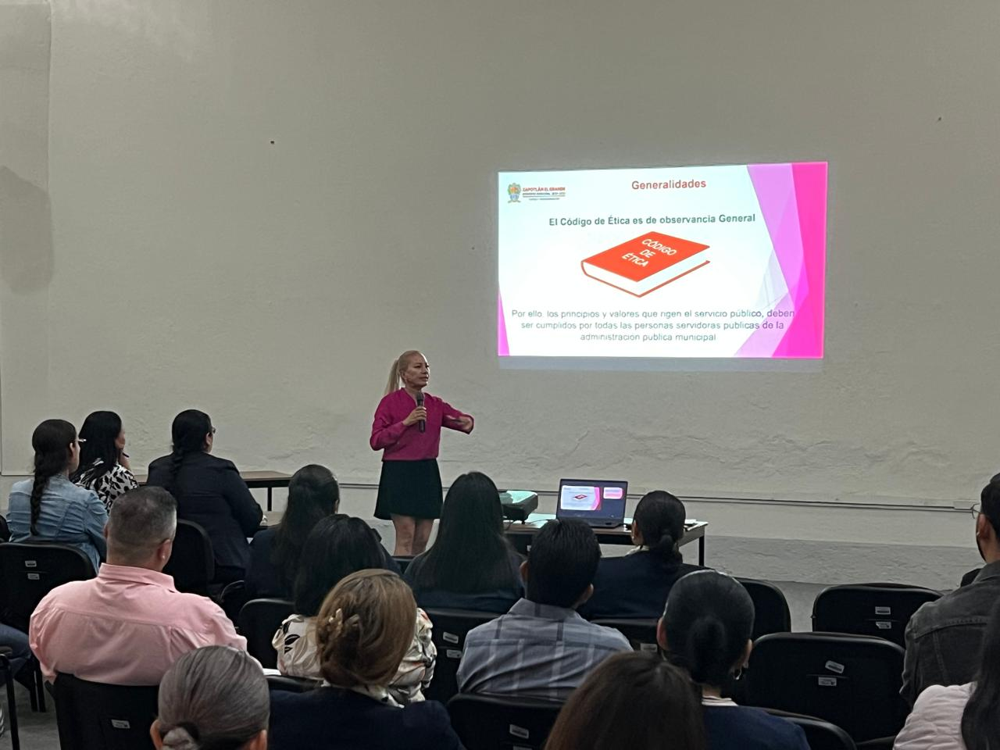 ZAPOTLÁN EL GRANDE
Generalidades
El Código de Ética es de observancia General
CÓDIGO
DE
ÉTICA
Por ello, los principios y valores que rigen el servicio público, deben
ser cumplidos por todas las personas servidoras publicas de la
administración publica municipal